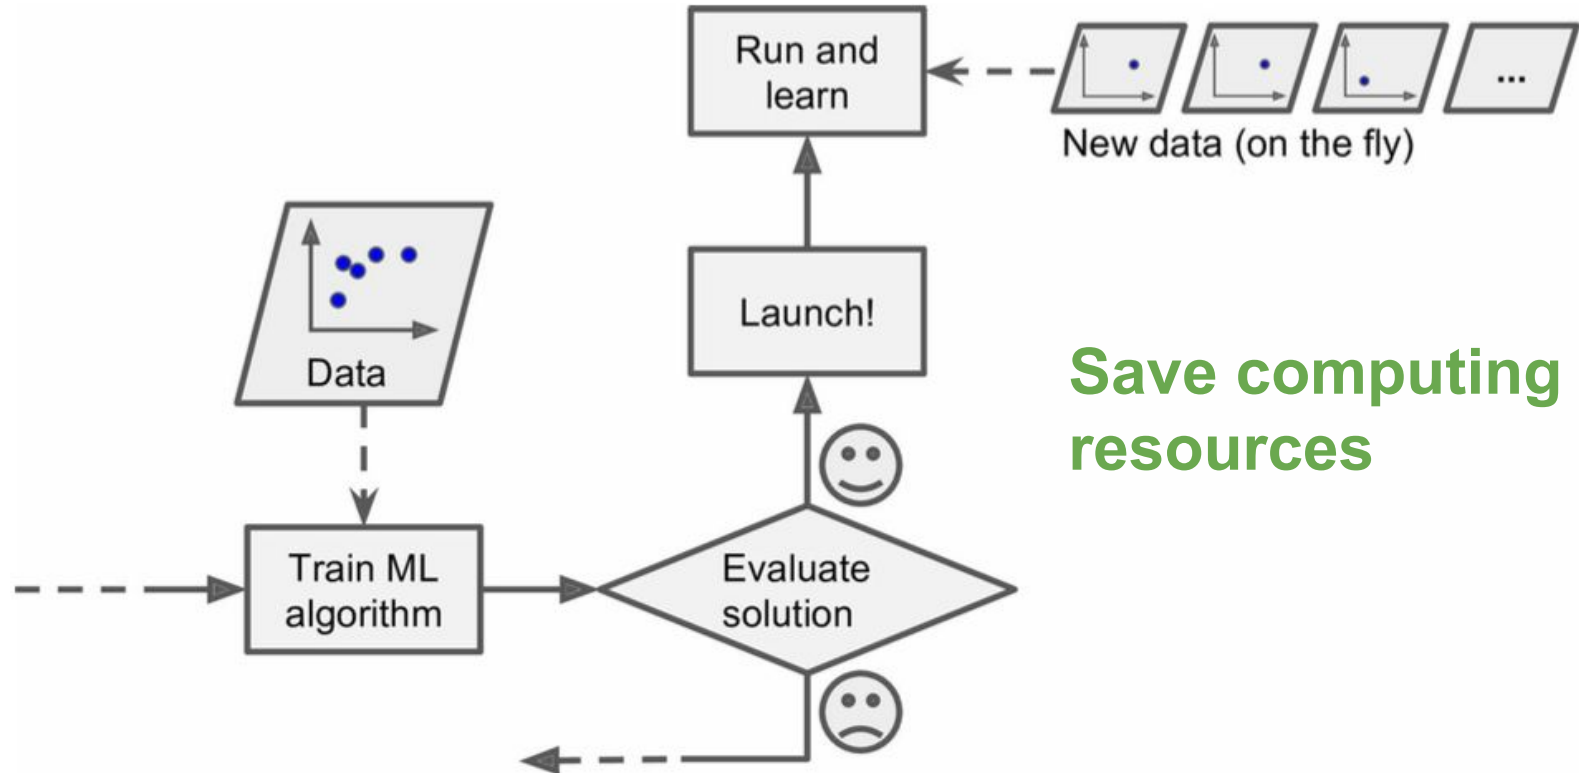 Run and
learn
...
New data (on the fly)
Data
Launch!
Save computing
resources
Train ML
algorithm
Evaluate
solution